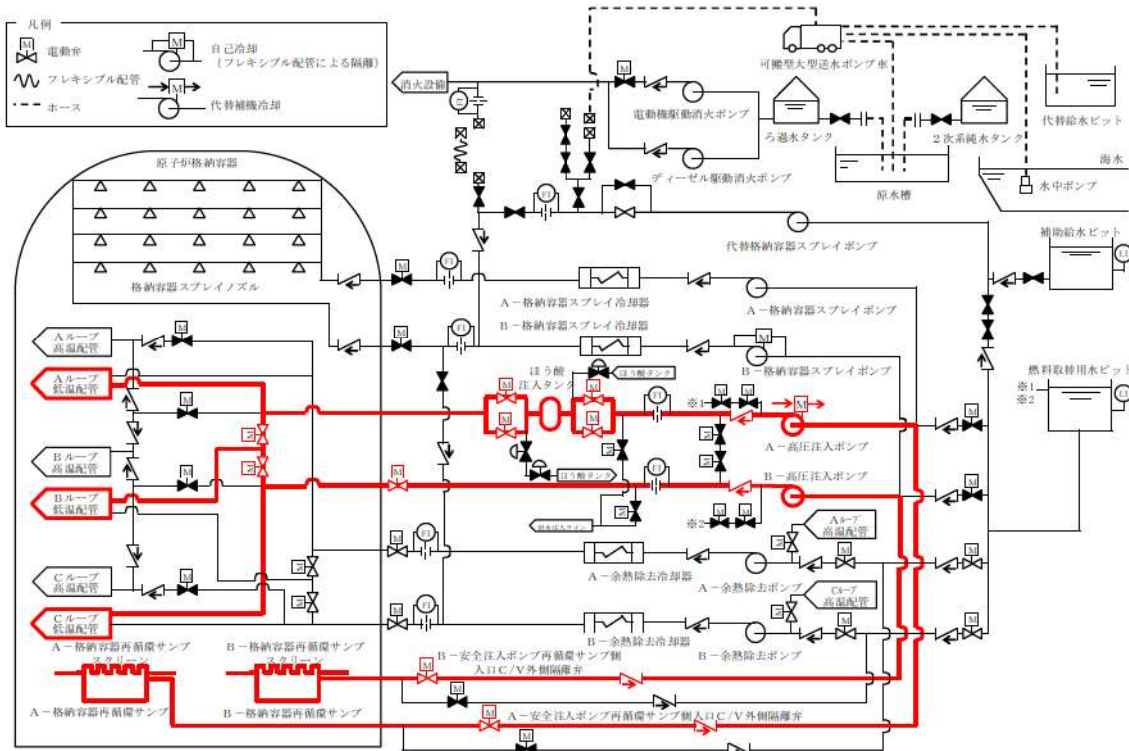 凡例
M
電動弁
フレキシブル配管
ホース
M
自己冷却
(フレキシブル配管による隔離)
M
代替補機冷却
消火設備
M
電動機駆動消火ポンプ
ディーゼル駆動消火ポンプ
ろ過水タンク
可搬型大型送水ポンプ車
2次系純水タンク
代替給水ピット
原水槽
海水
水中ポンプ
FI
代替格納容器スプレイポンプ
補助給水ピット
原子炉格納容器
格納容器スプレイノズル
M
FI
A-格納容器スプレイ冷却器
A-格納容器スプレイポンプ
B-格納容器スプレイ冷却器
M
FI
M
B-格納容器スプレイポンプ
燃料取替用水ピット
※1
※2
Aループ
高温配管
M
Aループ
低温配管
M
M
Bループ
高温配管
M
Bループ
低温配管
M
M
Cループ
高温配管
M
Cループ
低温配管
ほう酸
注入タンク
ほう酸タンク
M
M
M
M
FI
※1
M
M
M
A-高圧注入ポンプ
ほう酸タンク
M
M
M
M
FI
B-高圧注入ポンプ
※2
M
M
M
M
M
FI
A-余熱除去冷却器
A-余熱除去ポンプ
Aループ
高温配管
M
M
M
M
FI
B-余熱除去冷却器
B-余熱除去ポンプ
Cループ
高温配管
M
M
M
A-格納容器再循環サンプ
スクリーン
B-格納容器再循環サンプ
スクリーン
B-安全注入ポンプ再循環サンプ側
入口C/V外側隔離弁
M
M
A-格納容器再循環サンプ
B-格納容器再循環サンプ
M
A-安全注入ポンプ再循環サンプ側入口C/V外側隔離弁
M